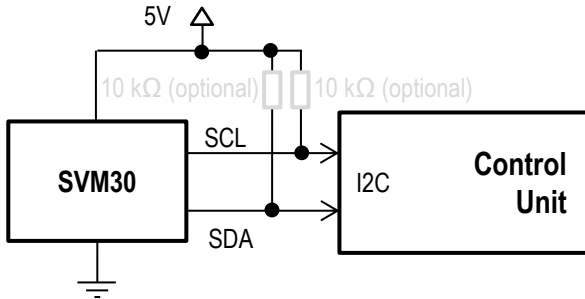 5V
10 kΩ (optional)
10 kΩ (optional)
SCL
SVM30
I2C
Control
Unit
SDA